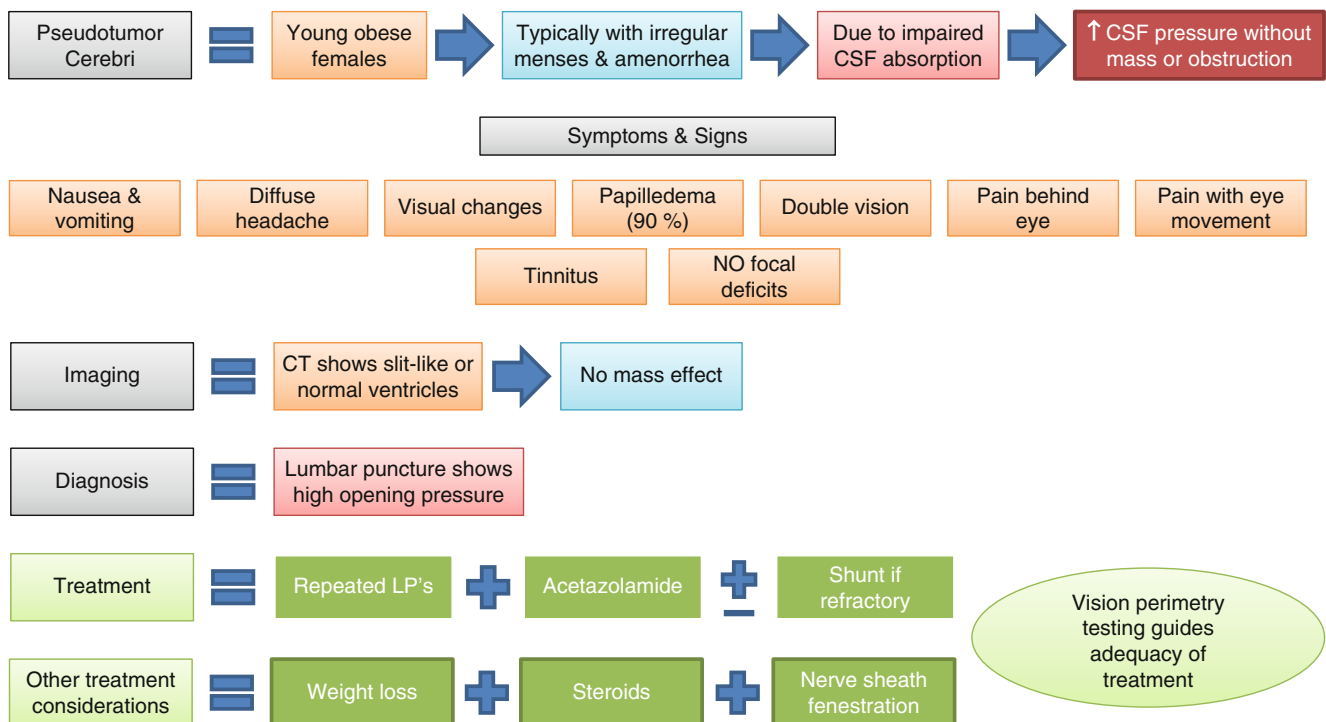 Pseudotumor
Cerebri
Young obese
females
Typically with irregular
menses & amenorrhea
Due to impaired
CSF absorption
↑ CSF pressure without
mass or obstruction
Symptoms & Signs
Nausea &
vomiting
Diffuse
headache
Visual changes
Papilledema
(90 %)
Double vision
Pain behind
eye
Pain with eye
movement
Tinnitus
NO focal
deficits
Imaging
CT shows slit-like or
normal ventricles
No mass effect
Diagnosis
Lumbar puncture shows
high opening pressure
Treatment
Repeated LP's
Acetazolamide
Shunt if
refractory
Vision perimetry
testing guides
adequacy of
treatment
Other treatment
considerations
Weight loss
Steroids
Nerve sheath
fenestration